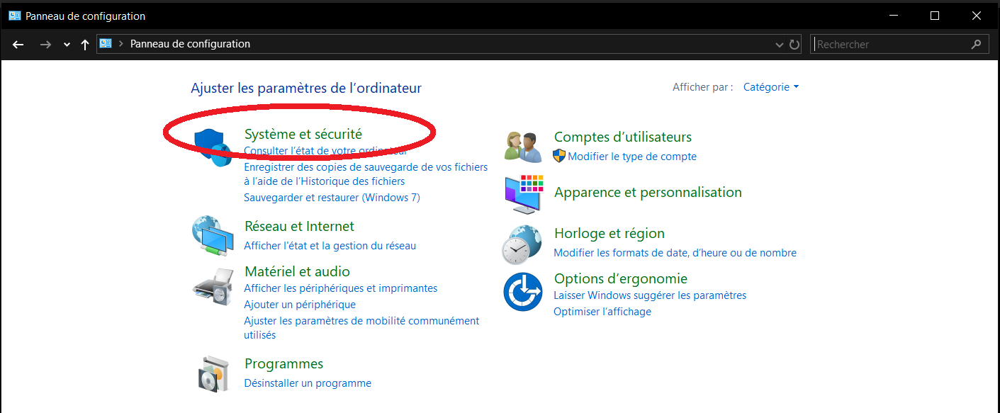 Panneau de configuration
Panneau de configuration
Rechercher
Ajuster les paramètres de l'ordinateur
Afficher par : Catégorie
Système et sécurité
Consulter l'état de votre ordinateur
Enregistrer des copies de sauvegarde de vos fichiers
à l'aide de l'Historique des fichiers
Sauvegarder et restaurer (Windows 7)
Réseau et Internet
Afficher l'état et la gestion du réseau
Matériel et audio
Afficher les périphériques et imprimantes
Ajouter un périphérique
Ajuster les paramètres de mobilité communément
utilisés
Programmes
Désinstaller un programme
Comptes d'utilisateurs
Modifier le type de compte
Apparence et personnalisation
Horloge et région
Modifier les formats de date, d'heure ou de nombre
Options d'ergonomie
Laisser Windows suggérer les paramètres
Optimiser l'affichage